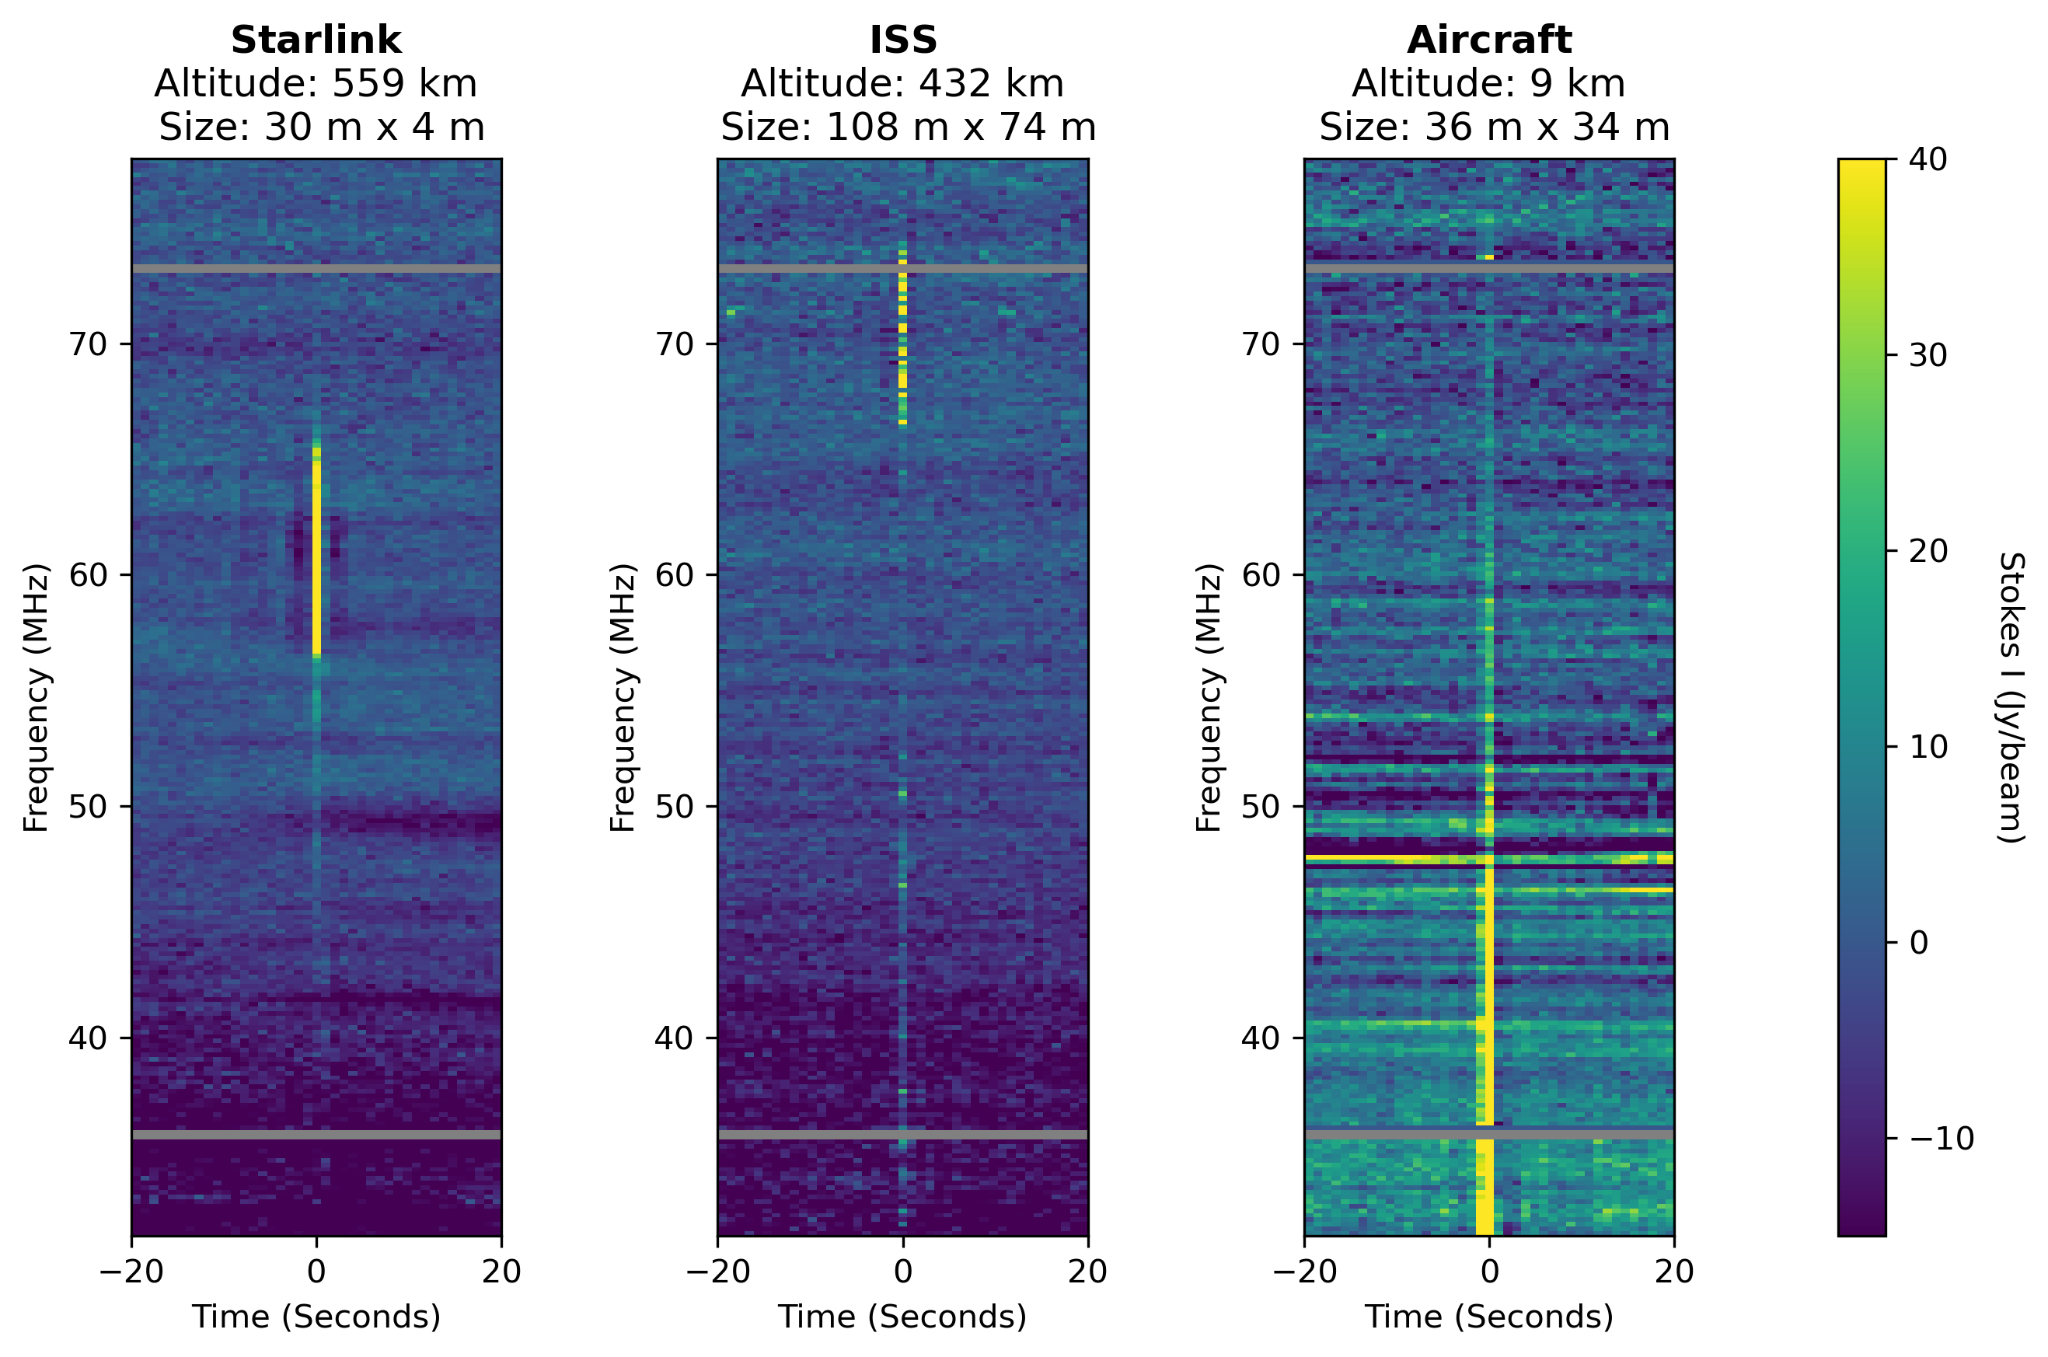 Starlink
Altitude: 559 km
Size: 30 m x 4 m
ISS
Altitude: 432 km
Size: 108 m x 74 m
Aircraft
Altitude: 9 km
Size: 36 m x 34 m
Frequency (MHz)
70
60
50
40
−20
0
20
Time (Seconds)
Frequency (MHz)
70
60
50
40
−20
0
20
Time (Seconds)
Frequency (MHz)
70
60
50
40
−20
0
20
Time (Seconds)
40
30
20
10
0
−10
Stokes I (Jy/beam)